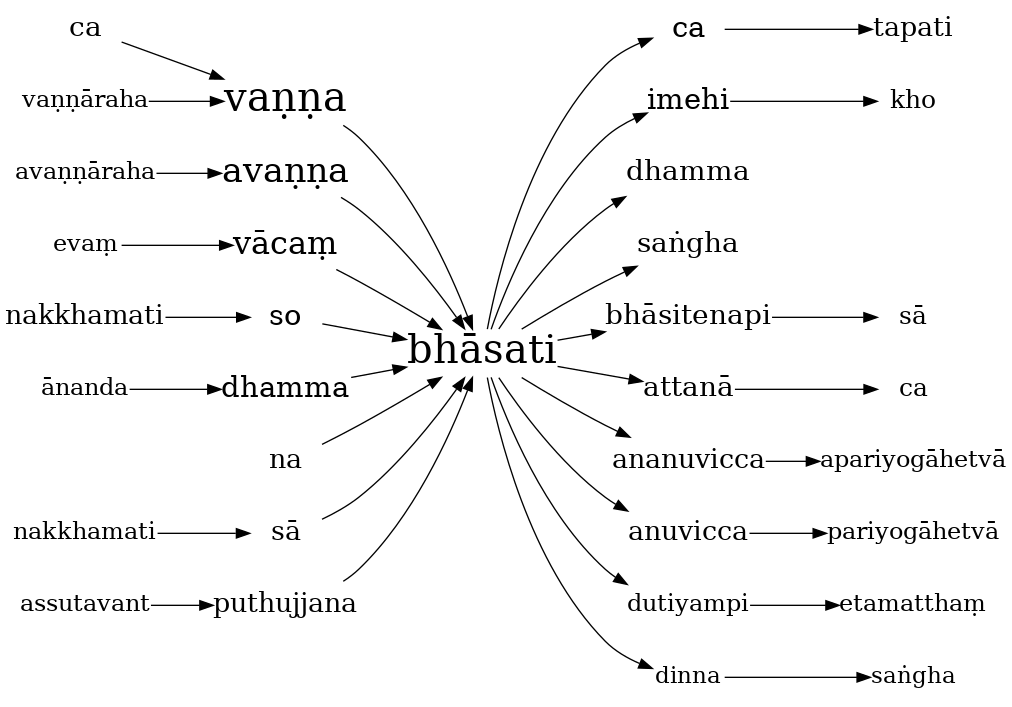 ca
vaṇṇāraha
avaṇṇāraha
evaṃ
nakkhamati
ānanda
nakkhamati
assutavant
vaṇṇa
avaṇṇa
vācaṃ
so
dhamma
na
sā
puthujjana
bhāsati
ca
imehi
dhamma
saṅgha
bhāsitenapi
attanā
ananuvicca
anuvicca
dutiyampi
dinna
tapati
kho
sā
ca
apariyogāhetvā
pariyogāhetvā
etamatthaṃ
saṅgha